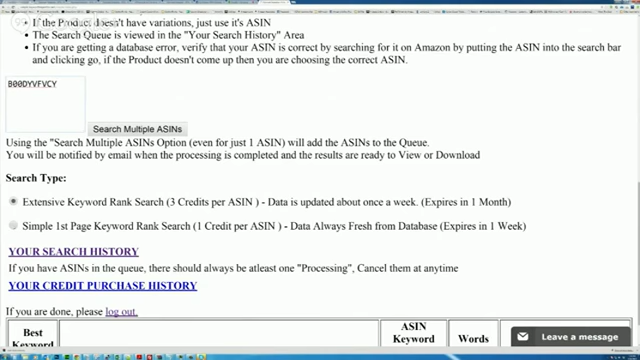 If the Product doesn't have variations, just use it's ASIN
The Search Queue is viewed in the "Your Search History" Area
If you are getting a database error, verify that your ASIN is correct by searching for it on Amazon by putting the ASIN into the search bar
and clicking go, if the Product doesn't come up then you are choosing the correct ASIN.
B00DYVFVCY
Search Multiple ASINs
Using the "Search Multiple ASINs Option (even for just 1 ASIN) will add the ASINs to the Queue.
You will be notified by email when the processing is completed and the results are ready to View or Download
Search Type:
Extensive Keyword Rank Search (3 Credits per ASIN ) - Data is updated about once a week. (Expires in 1 Month)
Simple 1st Page Keyword Rank Search (1 Credit per ASIN ) - Data Always Fresh from Database (Expires in 1 Week)
YOUR SEARCH HISTORY
If you have ASINs in the queue, there should always be atleast one "Processing", Cancel them at anytime
YOUR CREDIT PURCHASE HISTORY
If you are done, please log out.
Best
Keyword
ASIN
Keyword
Words
Leave a message